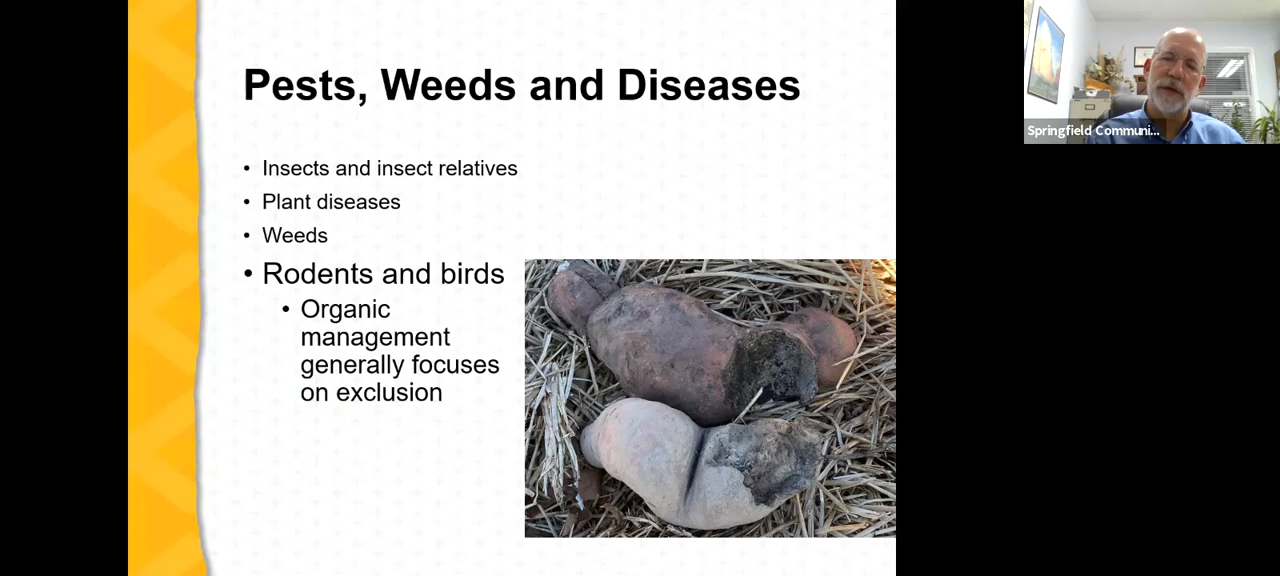 Pests, Weeds and Diseases
• Insects and insect relatives
• Plant diseases
• Weeds
• Rodents and birds
• Organic
management
generally focuses
on exclusion
Springfield Communi...